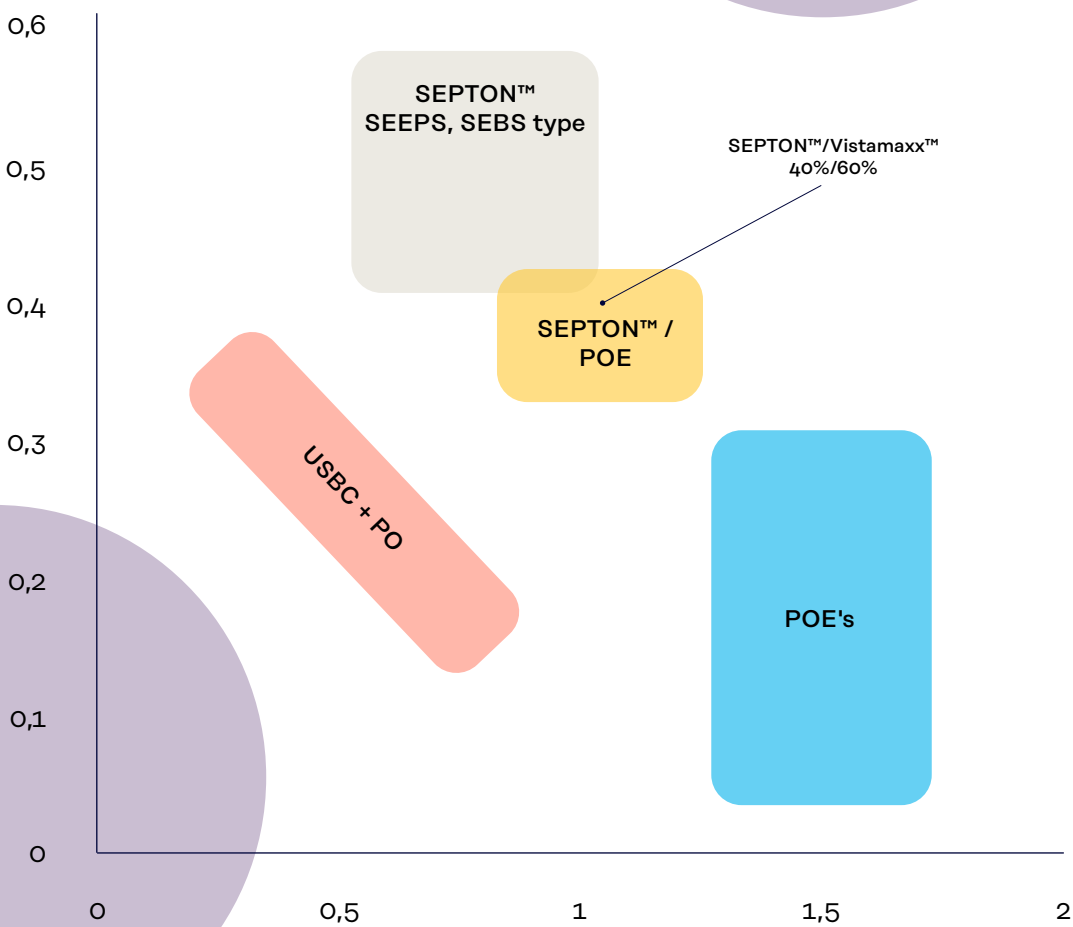 0,6
SEPTON™
SEEPS, SEBS type
SEPTON™/Vistamaxx™
40%/60%
0,5
0,4
SEPTON™ /
POE
0,3
USBC + PO
0,2
POE's
0,1
0
0
0,5
1
1,5
2